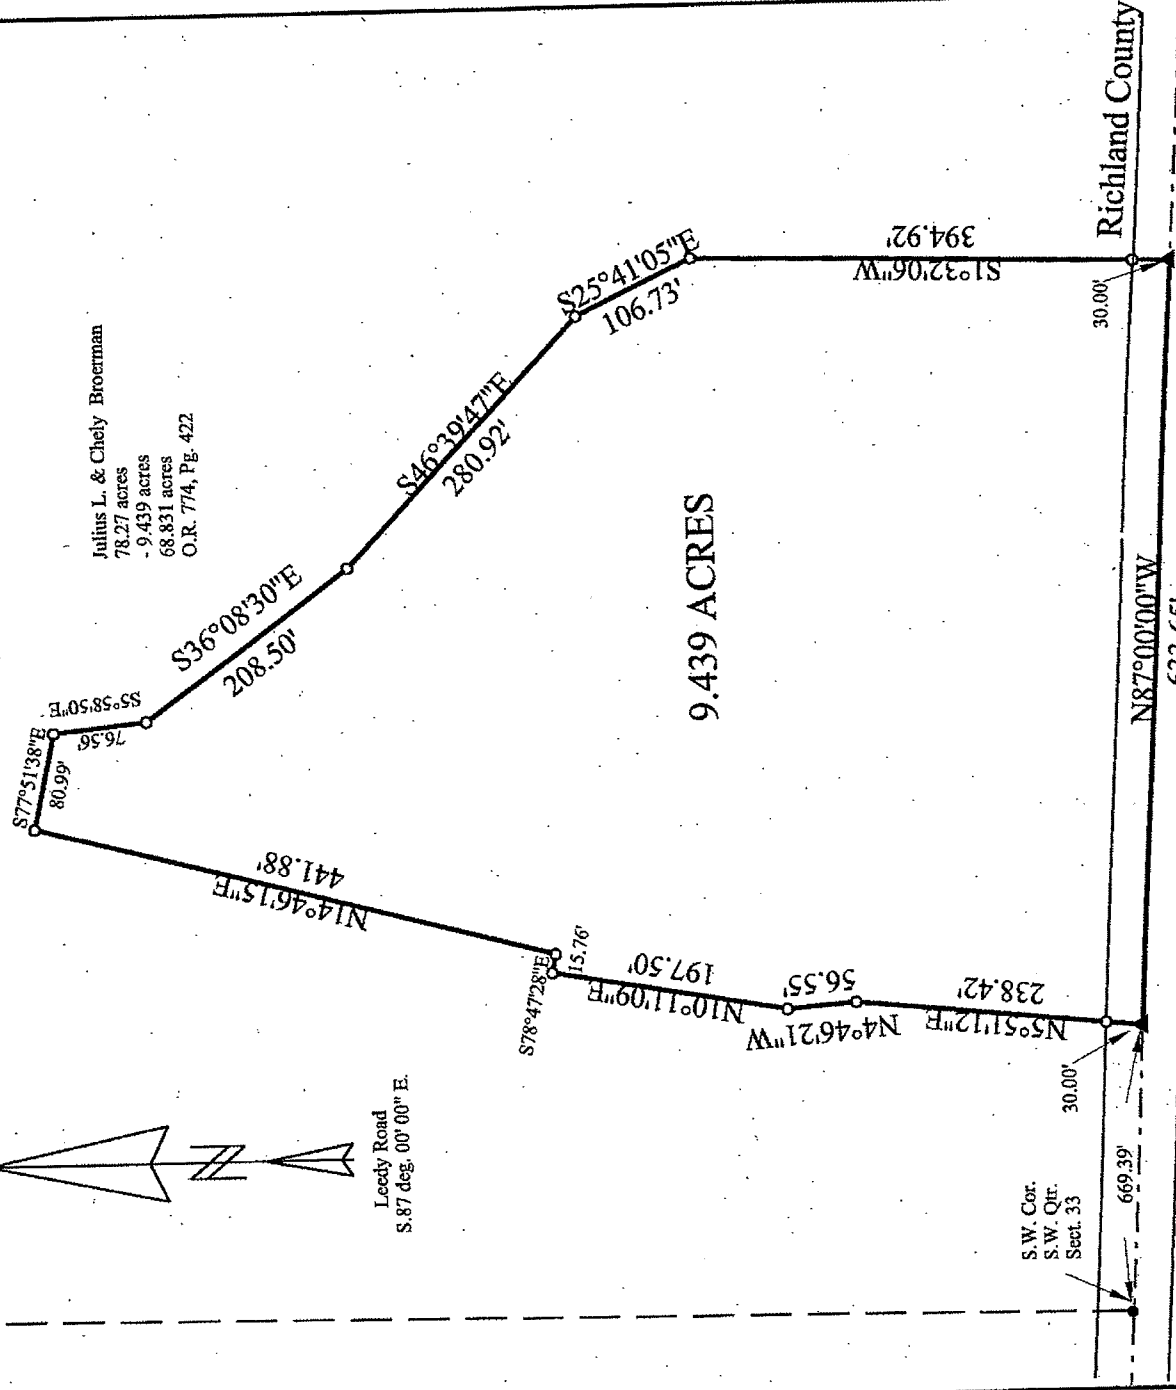 Julius L. & Chely Broerman
78.27 acres
- 9.439 acres
68.831 acres
O.R. 774, Pg. 422
S77°51'38"E
80.99'
S5°58'50"E
76.56'
S36°08'30"E
208.50'
S46°39'47"E
280.92'
S25°41'05"E
106.73'
S1°32'06"W
394.92'
Richland County
30.00'
N87°00'00"W
9.439 ACRES
N14°46'15"E
441.88'
S78°47'28"E
15.76'
N10°11'09"E
197.50'
N4°46'21"W
56.55'
N5°51'12"E
238.42'
30.00'
669.39'
S.W. Cor.
S.W. Qtr.
Sect. 33
N
Leedy Road
S.87 deg. 00' 00" E.